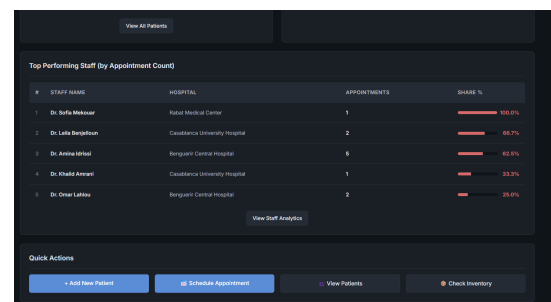 View All Patients
Top Performing Staff (by Appointment Count)
# STAFF NAME HOSPITAL APPOINTMENTS SHARE %
1 Dr. Sofia Mekouar Rabat Medical Center 1 100.0%
2 Dr. Leila Benjelloun Casablanca University Hospital 2 66.7%
3 Dr. Amina Idrissi Benguerir Central Hospital 5 62.5%
4 Dr. Khalid Amrani Casablanca University Hospital 1 33.3%
5 Dr. Omar Lahlou Benguerir Central Hospital 2 25.0%
View Staff Analytics
Quick Actions
+ Add New Patient Schedule Appointment View Patients Check Inventory